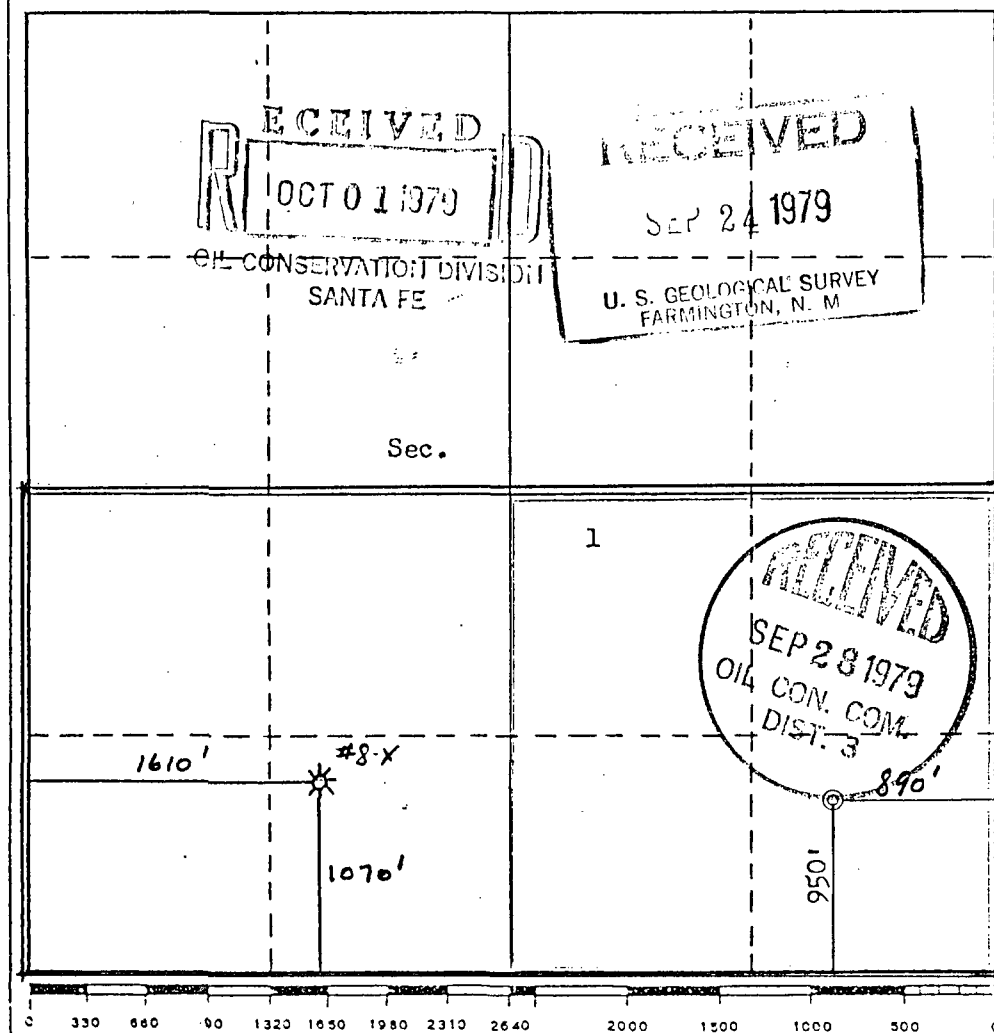 RECEIVED
OCT 01 1979
OIL CONSERVATION DIVISION
SANTA FE
RECEIVED
SEP 24 1979
U. S. GEOLOGICAL SURVEY
FARMINGTON, N. M
Sec.
1
RECEIVED
SEP 28 1979
OIL CON. COM.
DIST. 3
1610'
#8-X
890'
1070'
950'
0 330 660 90 1320 1650 1980 2310 2640 2000 1500 1000 500 0